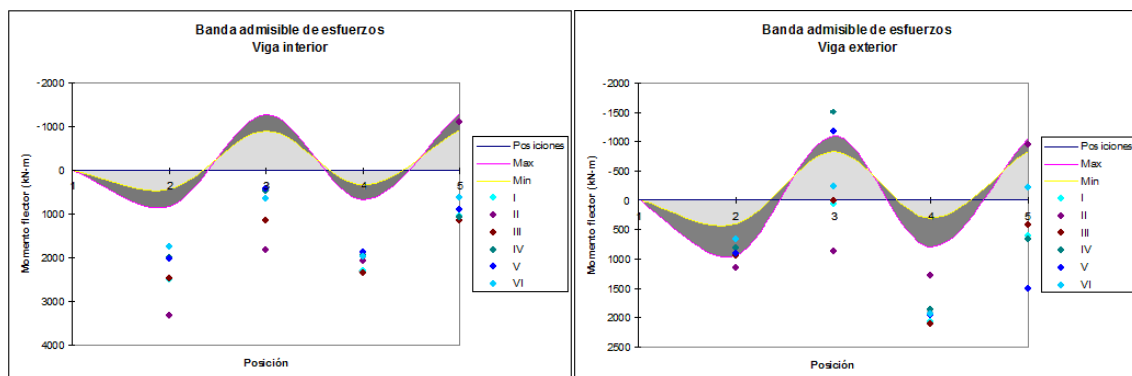 Banda admisible de esfuerzos
Viga interior
Momento flector (kN·m)
-2000
-1000
0
1000
2000
3000
4000
1
2
3
4
5
Posición
Posiciones
Max
Min
I
II
III
IV
V
VI
Banda admisible de esfuerzos
Viga exterior
Momento flector (kN·m)
-2000
-1500
-1000
-500
0
500
1000
1500
2000
2500
1
2
3
4
5
Posición
Posiciones
Max
Min
I
II
III
IV
V
VI